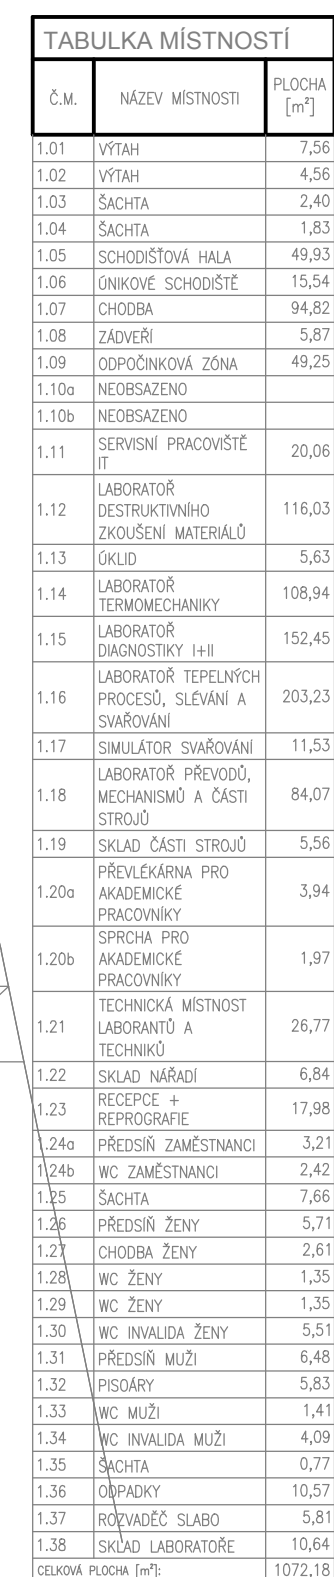 TABULKA MÍSTNOSTÍ
Č.M. NÁZEV MÍSTNOSTI PLOCHA [m²]
1.01 VÝTAH 7,56
1.02 VÝTAH 4,56
1.03 ŠACHTA 2,40
1.04 ŠACHTA 1,83
1.05 SCHODIŠŤOVÁ HALA 49,93
1.06 ÚNIKOVÉ SCHODIŠTĚ 15,54
1.07 CHODBA 94,82
1.08 ZÁDVEŘÍ 5,87
1.09 ODPOČINKOVÁ ZÓNA 49,25
1.10a NEOBSAZENO
1.10b NEOBSAZENO
1.11 SERVISNÍ PRACOVIŠTĚ
IT 20,06
1.12 LABORATOŘ
DESTRUKTIVNÍHO
ZKOUŠENÍ MATERIÁLŮ 116,03
1.13 ÚKLID 5,63
1.14 LABORATOŘ
TERMOMECHANIKY 108,94
1.15 LABORATOŘ
DIAGNOSTIKY I+II 152,45
1.16 LABORATOŘ TEPELNÝCH
PROCESŮ, SLÉVÁNÍ A
SVAŘOVÁNÍ 203,23
1.17 SIMULÁTOR SVAŘOVÁNÍ 11,53
1.18 LABORATOŘ PŘEVODŮ,
MECHANISMŮ A ČÁSTI
STROJŮ 84,07
1.19 SKLAD ČÁSTI STROJŮ 5,56
1.20a PŘEVLÉKÁRNA PRO
AKADEMICKÉ
PRACOVNÍKY 3,94
1.20b SPRCHA PRO
AKADEMICKÉ
PRACOVNÍKY 1,97
1.21 TECHNICKÁ MÍSTNOST
LABORANTŮ A
TECHNIKŮ 26,77
1.22 SKLAD NÁŘADÍ 6,84
1.23 RECEPCE +
REPROGRAFIE 17,98
1.24a PŘEDSÍŇ ZAMĚSTNANCI 3,21
1.24b WC ZAMĚSTNANCI 2,42
1.25 ŠACHTA 7,66
1.26 PŘEDSÍŇ ŽENY 5,71
1.27 CHODBA ŽENY 2,61
1.28 WC ŽENY 1,35
1.29 WC ŽENY 1,35
1.30 WC INVALIDA ŽENY 5,51
1.31 PŘEDSÍŇ MUŽI 6,48
1.32 PISOÁRY 5,83
1.33 WC MUŽI 1,41
1.34 WC INVALIDA MUŽI 4,09
1.35 ŠACHTA 0,77
1.36 ODPADKY 10,57
1.37 ROZVADĚČ SLABO 5,81
1.38 SKLAD LABORATOŘE 10,64
CELKOVÁ PLOCHA [m²]: 1072,18